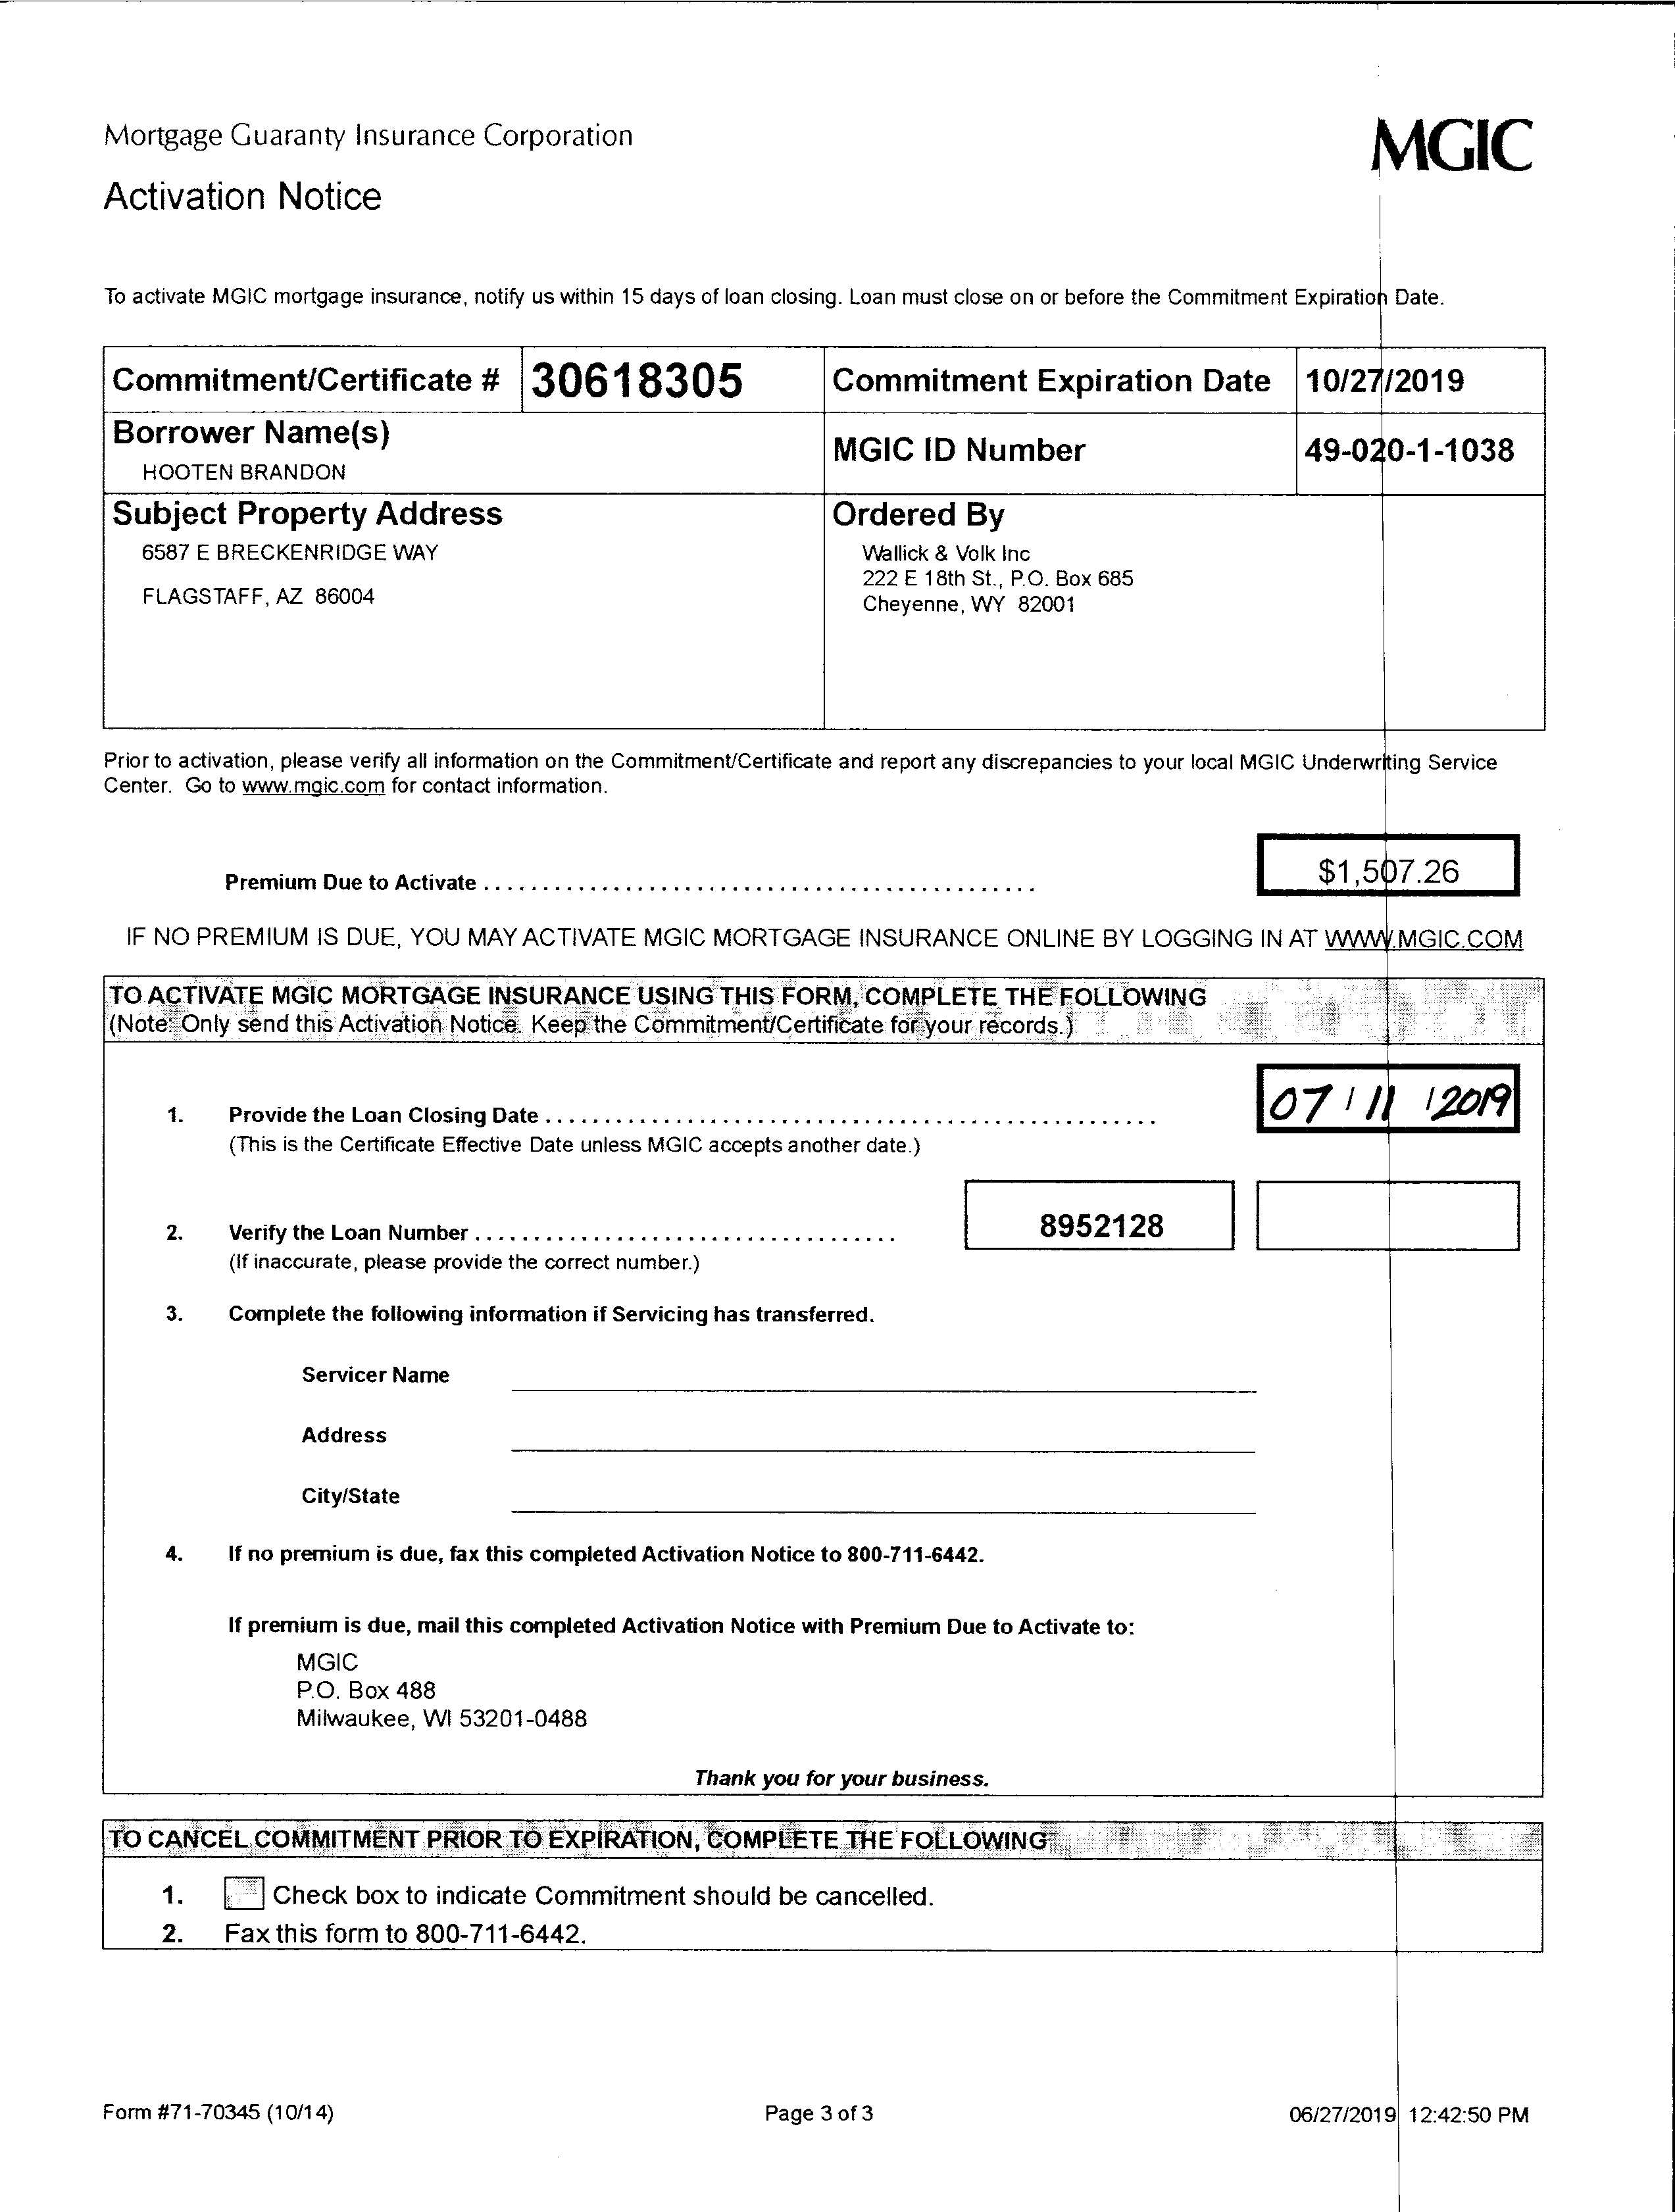 Mortgage Guaranty Insurance Corporation
MGIC
Activation Notice
To activate MGIC mortgage insurance, notify us within 15 days of loan closing. Loan must close on or before the Commitment Expiration Date.
Commitment/Certificate # 30618305 Commitment Expiration Date 10/27/2019
Borrower Name(s)
HOOTEN BRANDON
MGIC ID Number 49-020-1-1038
Subject Property Address
6587 E BRECKENRIDGE WAY
FLAGSTAFF, AZ 86004
Ordered By
Wallick & Volk Inc
222 E 18th St., P.O. Box 685
Cheyenne, WY 82001
Prior to activation, please verify all information on the Commitment/Certificate and report any discrepancies to your local MGIC Underwriting Service
Center. Go to www.mgic.com for contact information.
Premium Due to Activate .............................................. $1,507.26
IF NO PREMIUM IS DUE, YOU MAY ACTIVATE MGIC MORTGAGE INSURANCE ONLINE BY LOGGING IN AT WWW.MGIC.COM
TO ACTIVATE MGIC MORTGAGE INSURANCE USING THIS FORM, COMPLETE THE FOLLOWING
(Note: Only send this Activation Notice. Keep the Commitment/Certificate for your records.)
1. Provide the Loan Closing Date .................................................... 07/11/2019
(This is the Certificate Effective Date unless MGIC accepts another date.)
2. Verify the Loan Number .................................... 8952128
(If inaccurate, please provide the correct number.)
3. Complete the following information if Servicing has transferred.
Servicer Name
Address
City/State
4. If no premium is due, fax this completed Activation Notice to 800-711-6442.
If premium is due, mail this completed Activation Notice with Premium Due to Activate to:
MGIC
P.O. Box 488
Milwaukee, WI 53201-0488
Thank you for your business.
TO CANCEL COMMITMENT PRIOR TO EXPIRATION, COMPLETE THE FOLLOWING
1. Check box to indicate Commitment should be cancelled.
2. Fax this form to 800-711-6442.
Form #71-70345 (10/14) Page 3 of 3 06/27/2019 12:42:50 PM